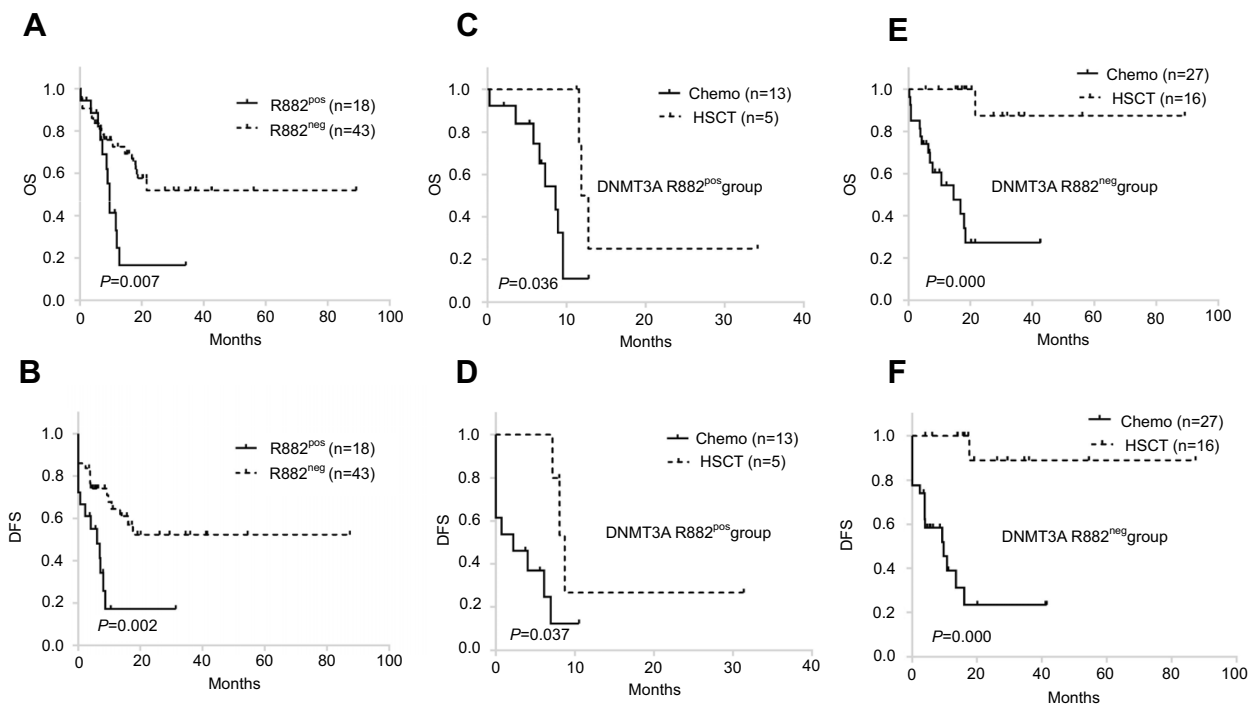 A
1.0
0.8
0.6
0.4
0.2
0.0
OS
R882pos (n=18)
R882neg (n=43)
P=0.007
0 20 40 60 80 100
Months
C
1.0
0.8
0.6
0.4
0.2
0.0
OS
Chemo (n=13)
HSCT (n=5)
DNMT3A R882pos group
P=0.036
0 10 20 30 40
Months
E
1.0
0.8
0.6
0.4
0.2
0.0
OS
Chemo (n=27)
HSCT (n=16)
DNMT3A R882neg group
P=0.000
0 20 40 60 80 100
Months
B
1.0
0.8
0.6
0.4
0.2
0.0
DFS
R882pos (n=18)
R882neg (n=43)
P=0.002
0 20 40 60 80 100
Months
D
1.0
0.8
0.6
0.4
0.2
0.0
DFS
Chemo (n=13)
HSCT (n=5)
DNMT3A R882pos group
P=0.037
0 10 20 30 40
Months
F
1.0
0.8
0.6
0.4
0.2
0.0
DFS
Chemo (n=27)
HSCT (n=16)
DNMT3A R882neg group
P=0.000
0 20 40 60 80 100
Months